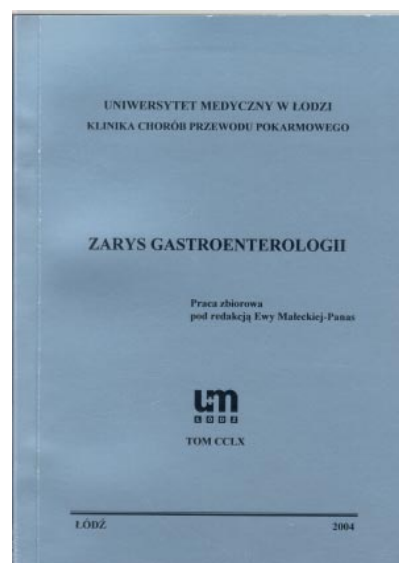 UNIWERSYTET MEDYCZNY W ŁODZI
KLINIKA CHORÓB PRZEWODU POKARMOWEGO
ZARYS GASTROENTEROLOGII
Praca zbiorowa
pod redakcją Ewy Małeckiej-Panas
um
ŁÓDŹ
TOM CCLX
ŁÓDŹ 2004